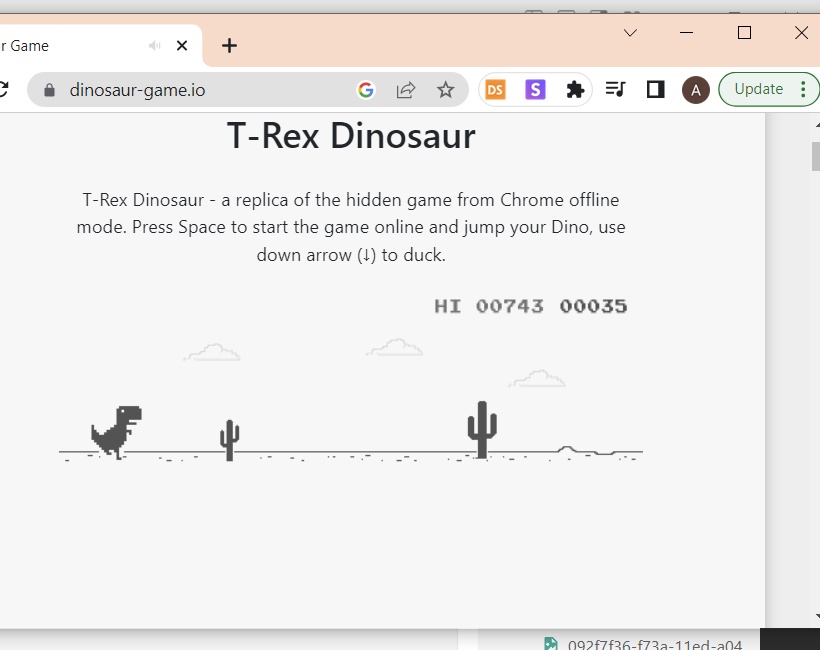 r Game
dinosaur-game.io
DS
S
A
Update
T-Rex Dinosaur
T-Rex Dinosaur - a replica of the hidden game from Chrome offline
mode. Press Space to start the game online and jump your Dino, use
down arrow (↓) to duck.
HI 00743 00035
092f7f36-f73a-11ed-a04